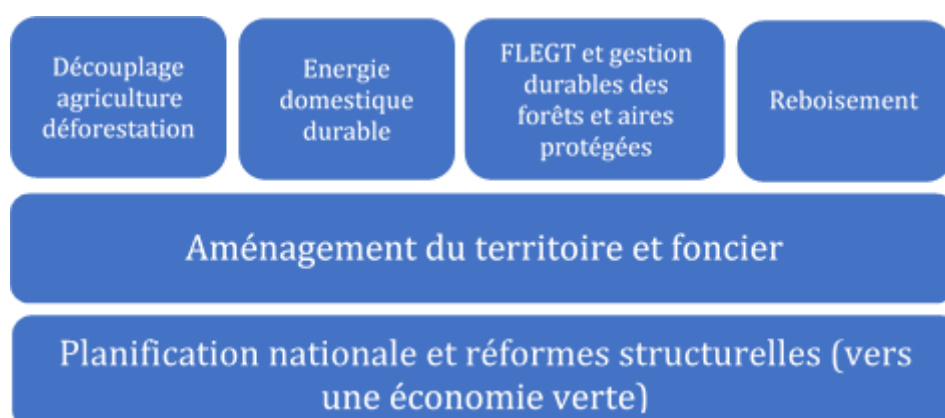 Découplage
agriculture
déforestation
Energie
domestique
durable
FLEGT et gestion
durables des
forêts et aires
protégées
Reboisement
Aménagement du territoire et foncier
Planification nationale et réformes structurelles (vers
une économie verte)